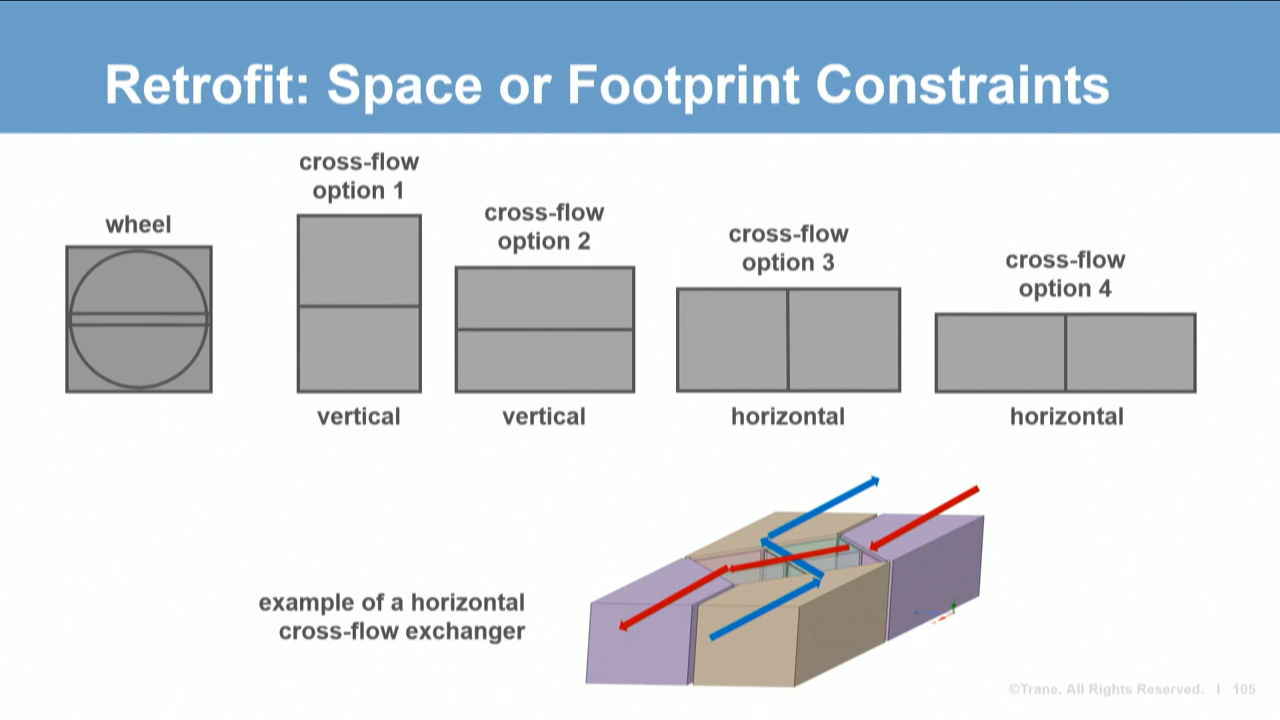 Retrofit: Space or Footprint Constraints
wheel
cross-flow
option 1
vertical
cross-flow
option 2
vertical
cross-flow
option 3
horizontal
cross-flow
option 4
horizontal
example of a horizontal
cross-flow exchanger
©Trane. All Rights Reserved. | 105